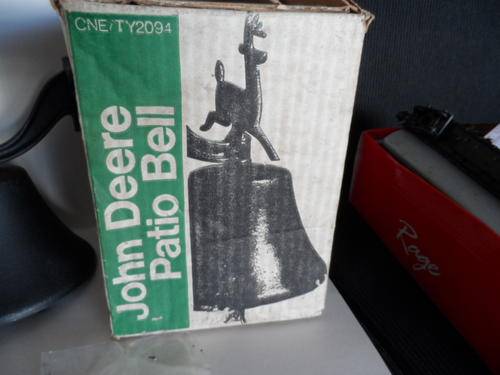 CNE/TY2094
John Deere
Patio Bell
Rage